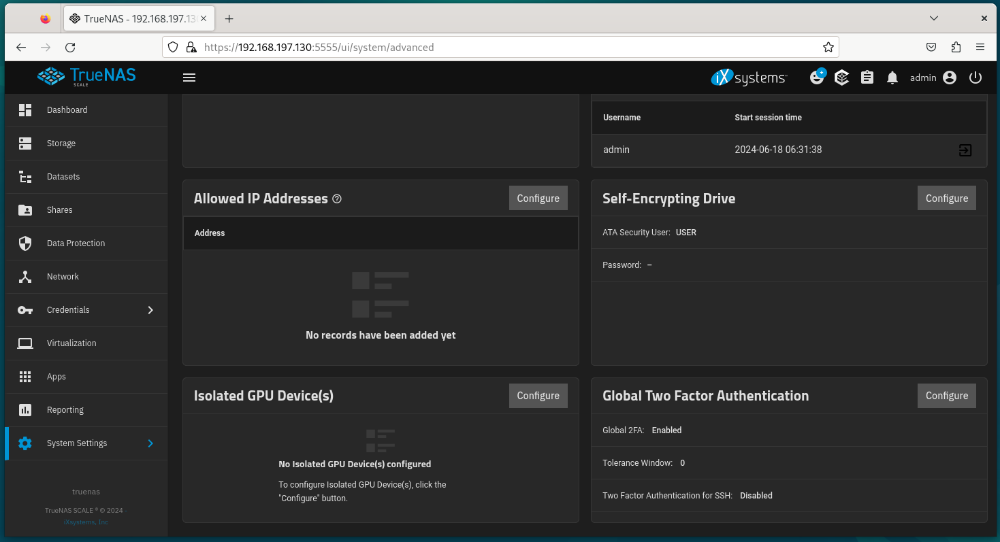 TrueNAS - 192.168.197.13
https://192.168.197.130:5555/ui/system/advanced
TrueNAS
SCALE
iXsystems
admin
Dashboard
Storage
Datasets
Shares
Data Protection
Network
Credentials
Virtualization
Apps
Reporting
System Settings
truenas
TrueNAS SCALE ® © 2024 -
iXsystems, Inc
Username Start session time
admin 2024-06-18 06:31:38
Allowed IP Addresses Configure
Address
No records have been added yet
Self-Encrypting Drive Configure
ATA Security User: USER
Password: –
Isolated GPU Device(s) Configure
No Isolated GPU Device(s) configured
To configure Isolated GPU Device(s), click the
"Configure" button.
Global Two Factor Authentication Configure
Global 2FA: Enabled
Tolerance Window: 0
Two Factor Authentication for SSH: Disabled